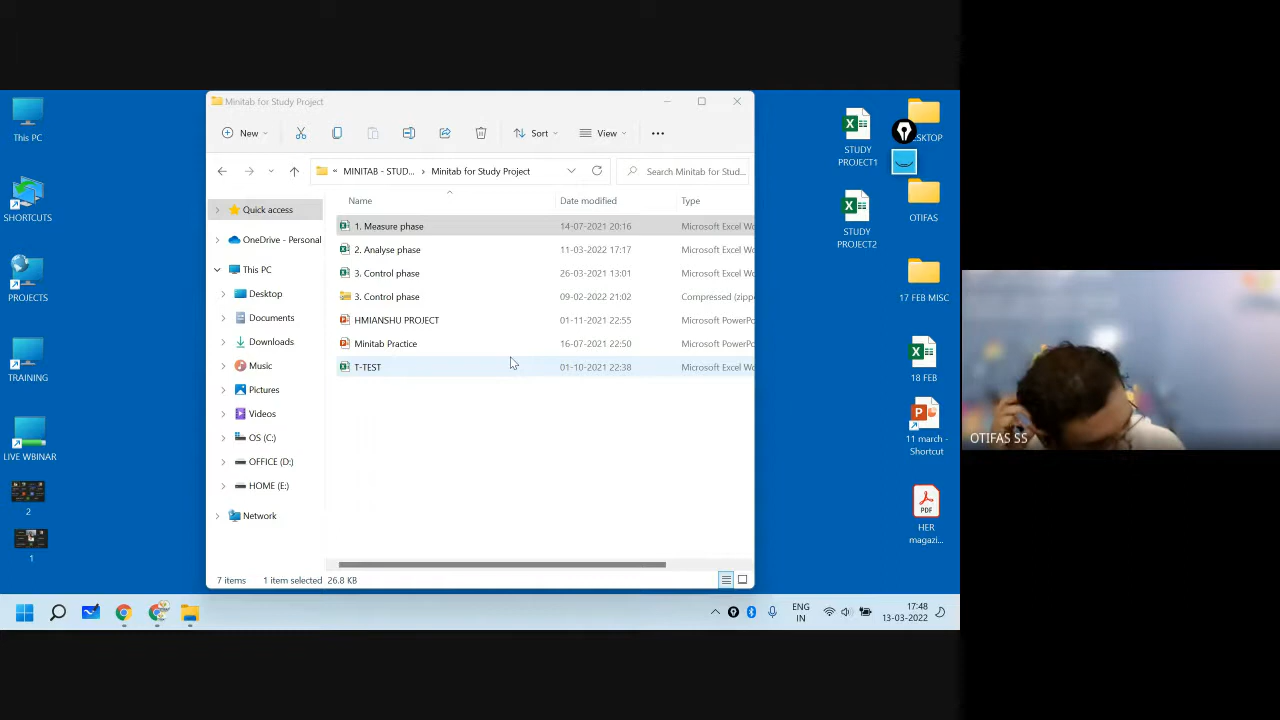 Minitab for Study Project
New
Sort
View
« MINITAB - STUD... > Minitab for Study Project
Search Minitab for Stud...
Name
Date modified
Type
Quick access
OneDrive - Personal
This PC
Desktop
Documents
Downloads
Music
Pictures
Videos
OS (C:)
OFFICE (D:)
HOME (E:)
Network
1. Measure phase 14-07-2021 20:16 Microsoft Excel Wo
2. Analyse phase 11-03-2022 17:17 Microsoft Excel Wo
3. Control phase 26-03-2021 13:01 Microsoft Excel Wo
3. Control phase 09-02-2022 21:02 Compressed (zippe
HMIANSHU PROJECT 01-11-2021 22:55 Microsoft PowerPo
Minitab Practice 16-07-2021 22:50 Microsoft PowerPo
T-TEST 01-10-2021 22:38 Microsoft Excel Wo
7 items 1 item selected 26.8 KB
This PC
SHORTCUTS
PROJECTS
TRAINING
LIVE WBINAR
2
1
STUDY
PROJECT1
STUDY
PROJECT2
ESKTOP
OTIFAS
17 FEB MISC
18 FEB
11 march -
Shortcut
PDF
HER
magazi...
ENG
IN
17:48
13-03-2022
OTIFAS SS